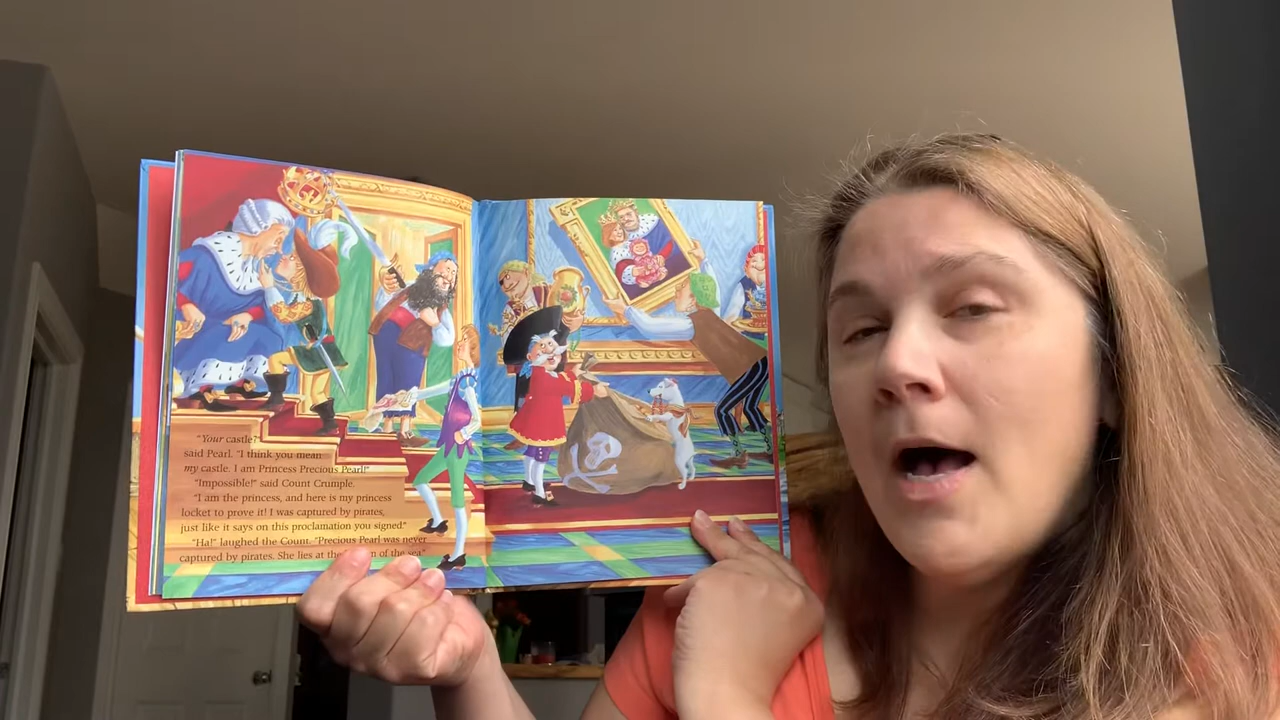 "Your castle?"
said Pearl. "I think you mean
my castle. I am Princess Precious Pearl!"
"Impossible!" said Count Crumple.
"I am the princess, and here is my princess
locket to prove it! I was captured by pirates,
just like it says on this proclamation you signed."
"Ha!" laughed the Count. "Precious Pearl was never
captured by pirates. She lies at the of the sea."